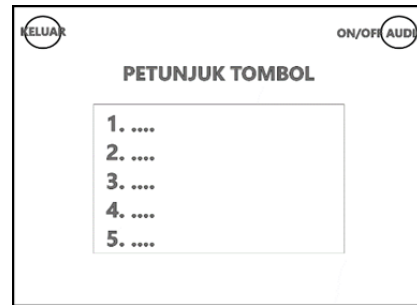 KELUAR
ON/OFF AUDI
PETUNJUK TOMBOL
1. ....
2. ....
3. ....
4. ....
5. ....